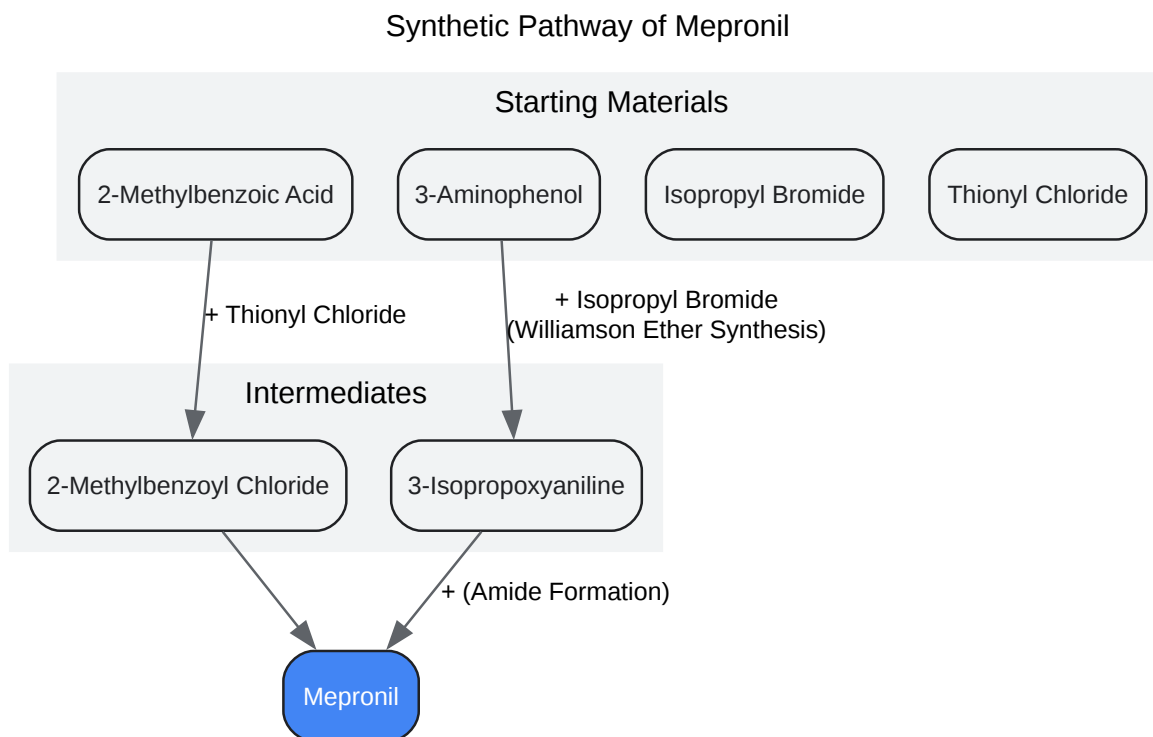 Synthetic Pathway of Mepronil
Starting Materials
2-Methylbenzoic Acid
3-Aminophenol
Isopropyl Bromide
Thionyl Chloride
+ Thionyl Chloride
+ Isopropyl Bromide
(Williamson Ether Synthesis)
Intermediates
2-Methylbenzoyl Chloride
3-Isopropoxyaniline
+ (Amide Formation)
Mepronil